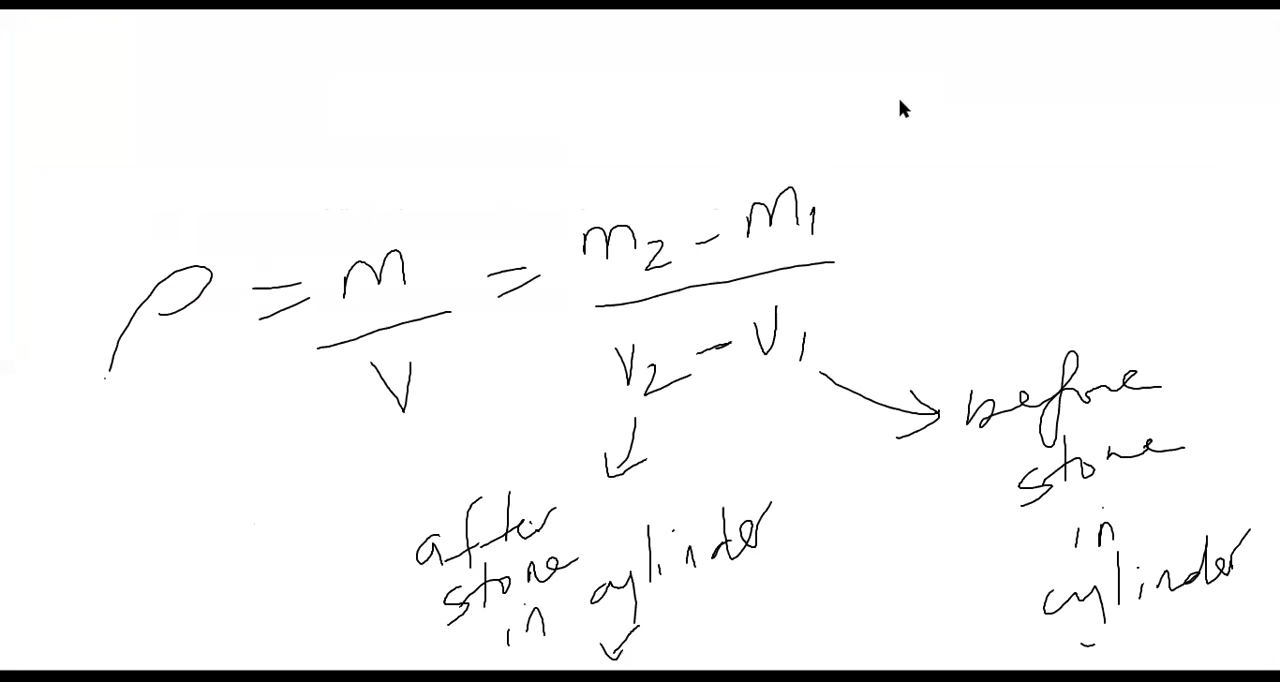 ρ = m/V = m₂ - m₁ / v₂ - v₁
before
stone
in
cylinder
after
stone
in cylinder